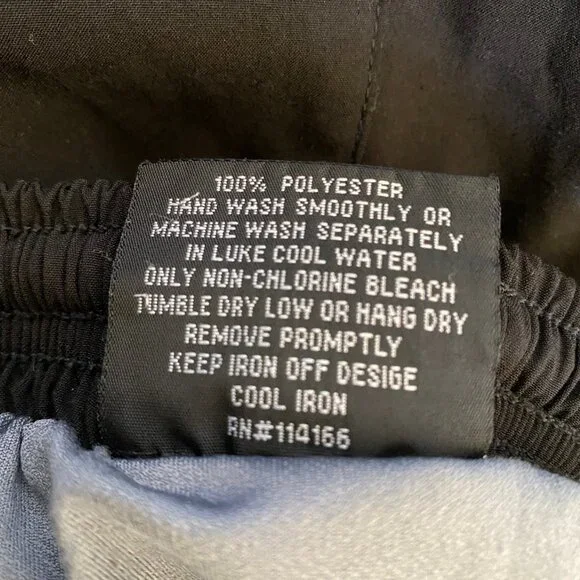 100% POLYESTER
HAND WASH SMOOTHLY OR
MACHINE WASH SEPARATELY
IN LUKE COOL WATER
ONLY NON-CHLORINE BLEACH
TUMBLE DRY LOW OR HANG DRY
REMOVE PROMPTLY
KEEP IRON OFF DESIGE
COOL IRON
RN#114166